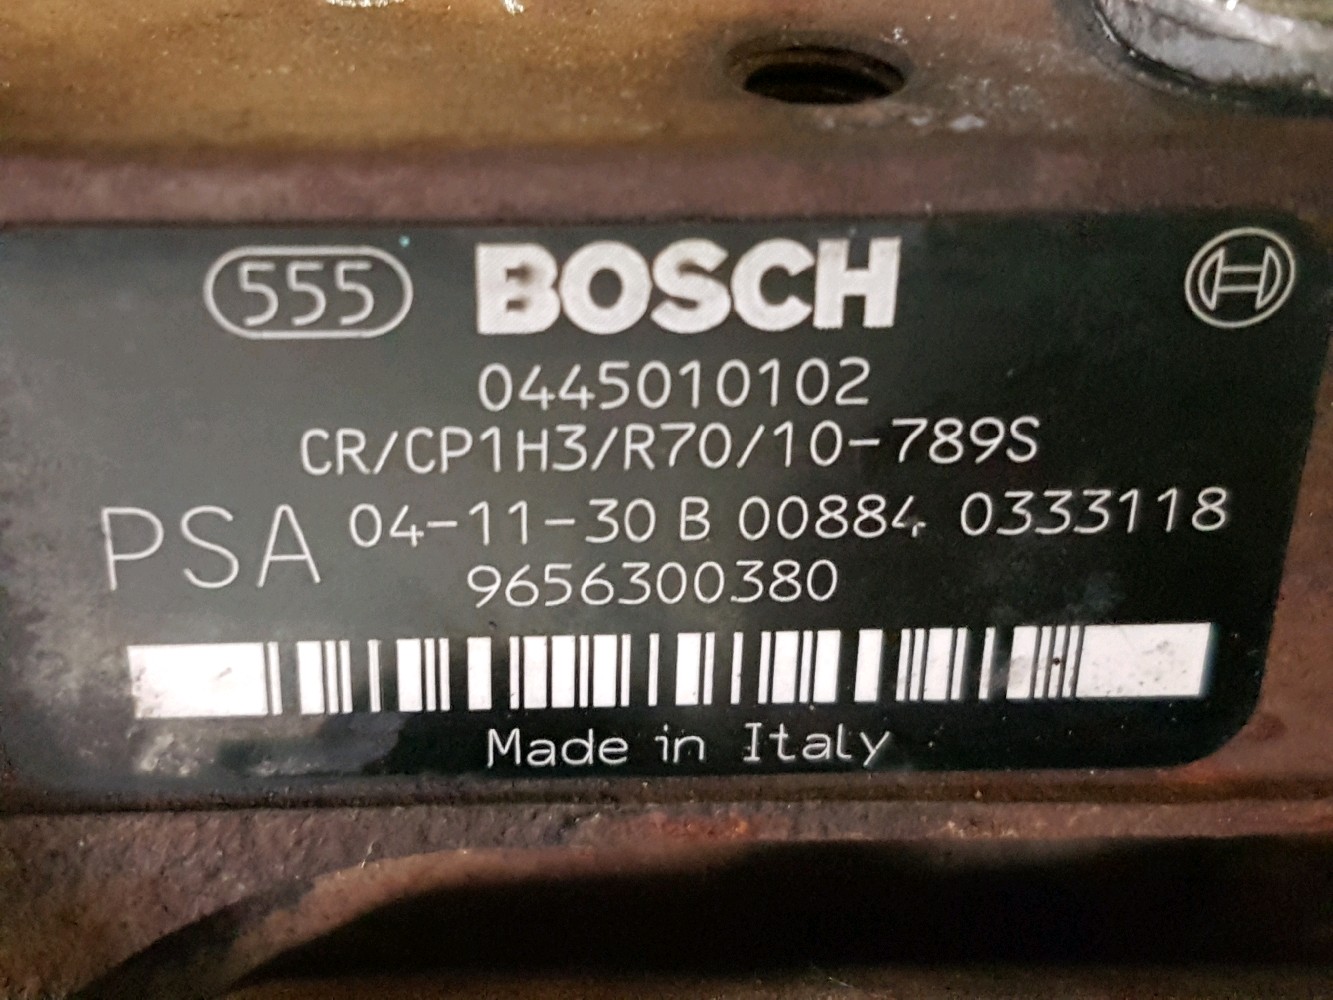 555 BOSCH
0445010102
CR/CP1H3/R70/10-789S
PSA 04-11-30 B 00884 0333118
9656300380
Made in Italy